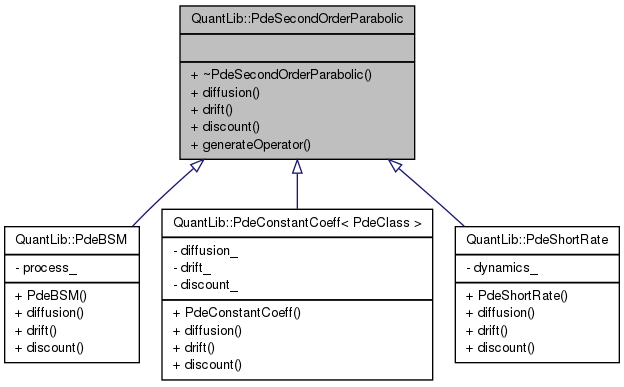 QuantLib::PdeSecondOrderParabolic
+ ~PdeSecondOrderParabolic()
+ diffusion()
+ drift()
+ discount()
+ generateOperator()
QuantLib::PdeBSM
- process_
+ PdeBSM()
+ diffusion()
+ drift()
+ discount()
QuantLib::PdeConstantCoeff< PdeClass >
- diffusion_
- drift_
- discount_
+ PdeConstantCoeff()
+ diffusion()
+ drift()
+ discount()
QuantLib::PdeShortRate
- dynamics_
+ PdeShortRate()
+ diffusion()
+ drift()
+ discount()